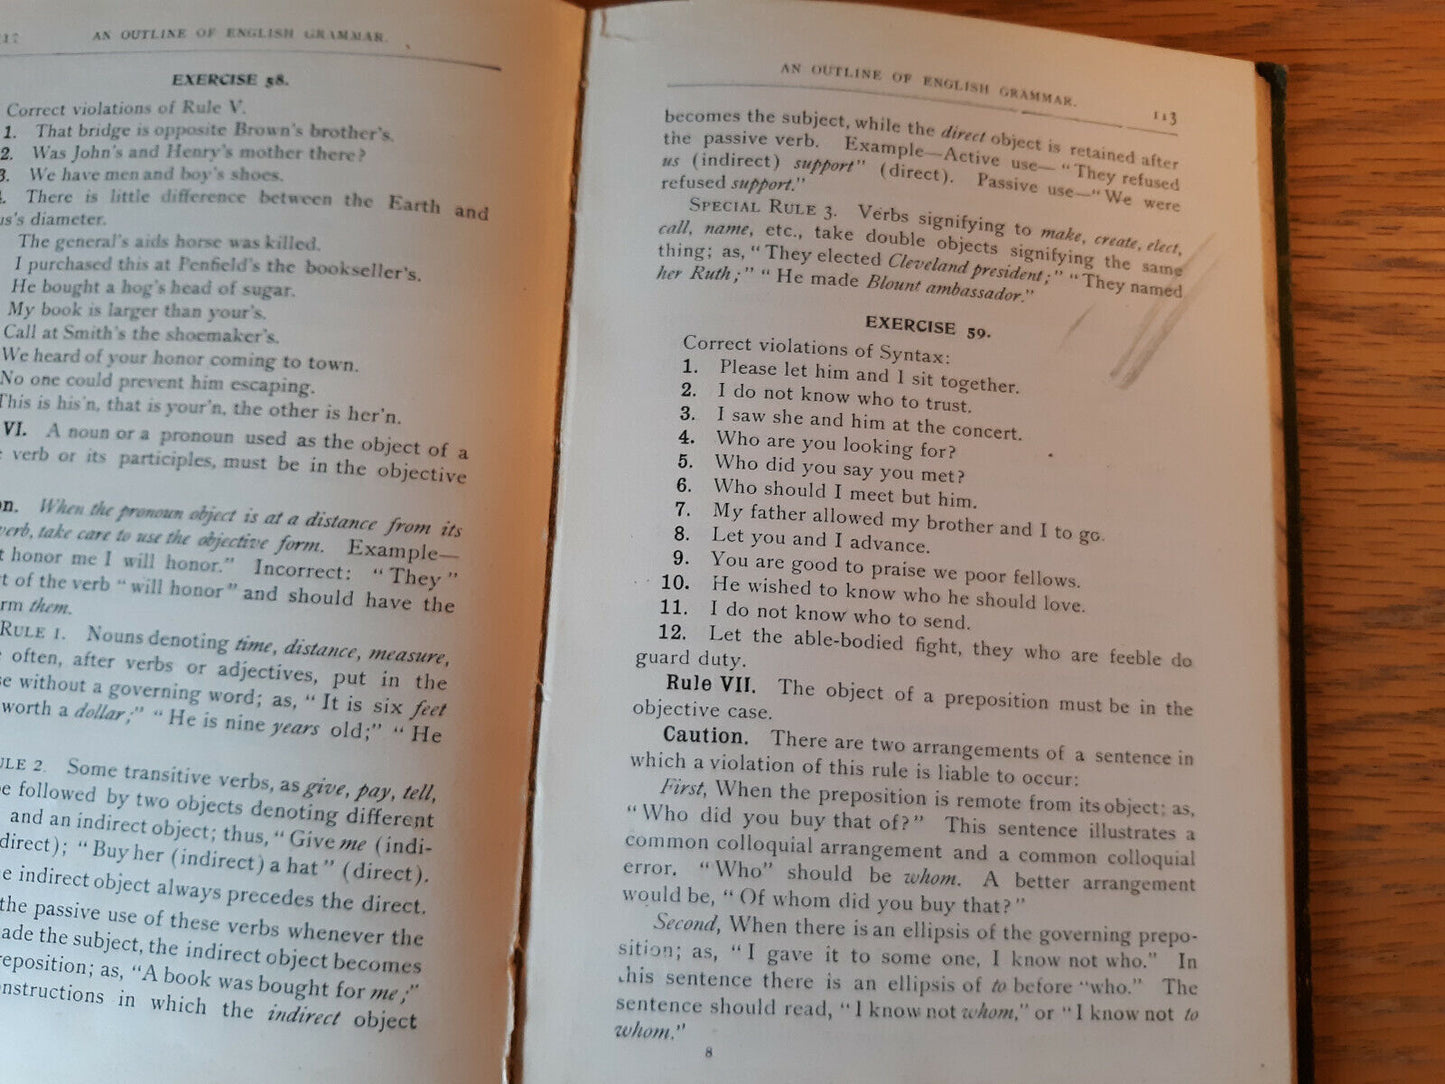 112 AN OUTLINE OF ENGLISH GRAMMAR.
EXERCISE 58.
Correct violations of Rule V.
1. That bridge is opposite Brown's brother's.
2. Was John's and Henry's mother there?
3. We have men and boy's shoes.
There is little difference between the Earth and
us's diameter.
The general's aids horse was killed.
I purchased this at Penfield's the bookseller's.
He bought a hog's head of sugar.
My book is larger than your's.
Call at Smith's the shoemaker's.
We heard of your honor coming to town.
No one could prevent him escaping.
This is his'n, that is your'n, the other is her'n.
VI. A noun or a pronoun used as the object of a
verb or its participles, must be in the objective
on. When the pronoun object is at a distance from its
verb, take care to use the objective form. Example—
t honor me I will honor." Incorrect: "They"
t of the verb "will honor" and should have the
rm them.
RULE 1. Nouns denoting time, distance, measure,
often, after verbs or adjectives, put in the
se without a governing word; as, "It is six feet
worth a dollar;" "He is nine years old;" "He
ULE 2. Some transitive verbs, as give, pay, tell,
e followed by two objects denoting different
and an indirect object; thus, "Give me (indi-
direct); "Buy her (indirect) a hat" (direct).
e indirect object always precedes the direct.
the passive use of these verbs whenever the
ade the subject, the indirect object becomes
reposition; as, "A book was bought for me;"
nstructions in which the indirect object
AN OUTLINE OF ENGLISH GRAMMAR. 113
becomes the subject, while the direct object is retained after
the passive verb. Example—Active use—"They refused
us (indirect) support" (direct). Passive use—"We were
refused support."
SPECIAL RULE 3. Verbs signifying to make, create, elect,
call, name, etc., take double objects signifying the same
thing; as, "They elected Cleveland president;" "They named
her Ruth;" "He made Blount ambassador."
EXERCISE 59.
Correct violations of Syntax:
1. Please let him and I sit together.
2. I do not know who to trust.
3. I saw she and him at the concert.
4. Who are you looking for?
5. Who did you say you met?
6. Who should I meet but him.
7. My father allowed my brother and I to go.
8. Let you and I advance.
9. You are good to praise we poor fellows.
10. He wished to know who he should love.
11. I do not know who to send.
12. Let the able-bodied fight, they who are feeble do
guard duty.
Rule VII. The object of a preposition must be in the
objective case.
Caution. There are two arrangements of a sentence in
which a violation of this rule is liable to occur:
First, When the preposition is remote from its object; as,
"Who did you buy that of?" This sentence illustrates a
common colloquial arrangement and a common colloquial
error. "Who" should be whom. A better arrangement
would be, "Of whom did you buy that?"
Second, When there is an ellipsis of the governing prepo-
sition; as, "I gave it to some one, I know not who." In
this sentence there is an ellipsis of to before "who." The
sentence should read, "I know not whom," or "I know not to
whom."
8